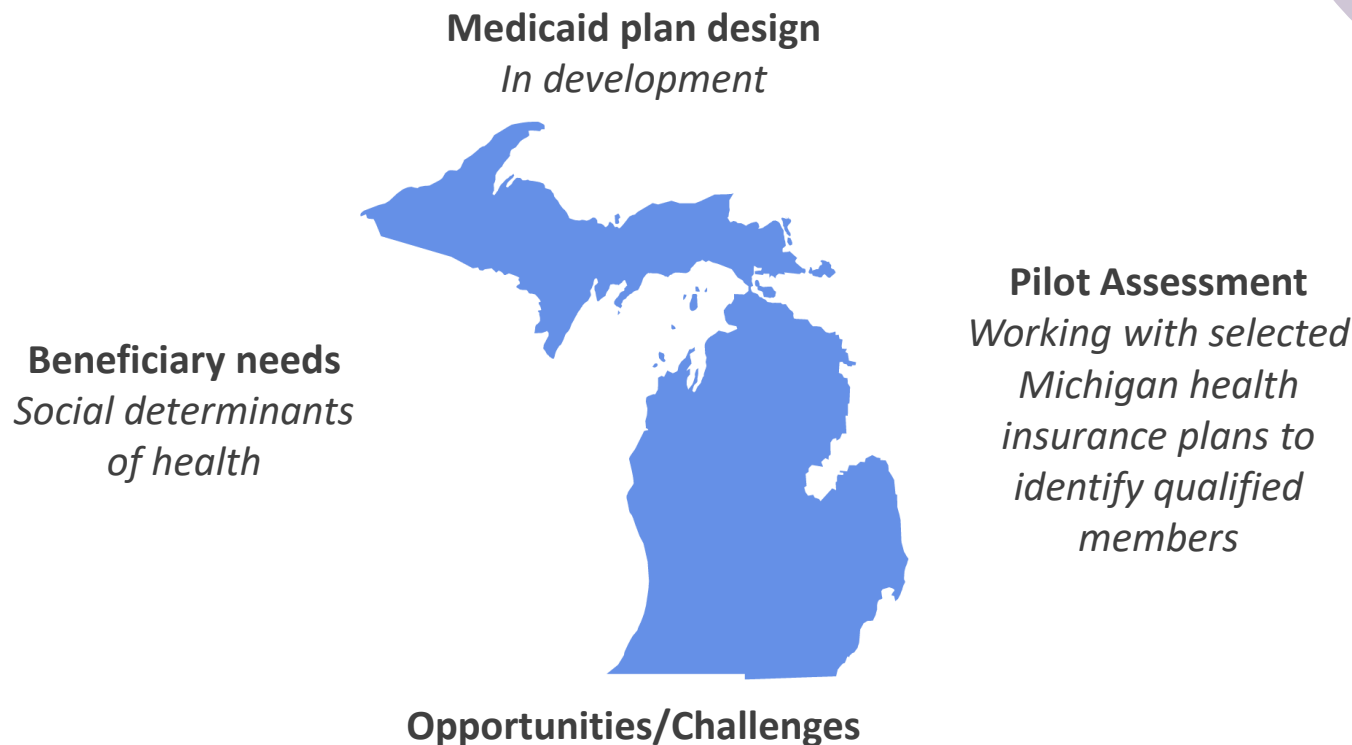 Medicaid plan design
In development
Beneficiary needs
Social determinants
of health
Pilot Assessment
Working with selected
Michigan health
insurance plans to
identify qualified
members
Opportunities/Challenges